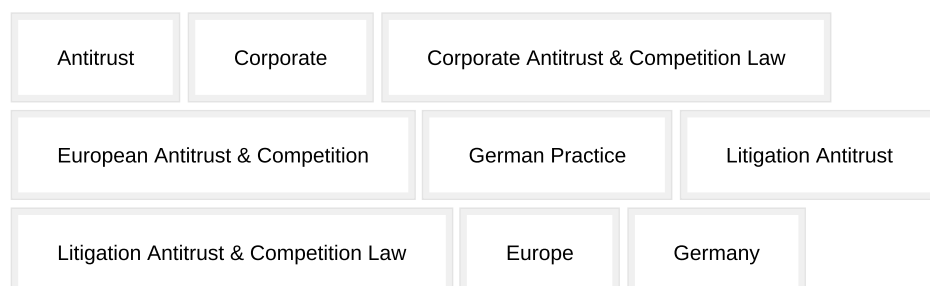 Antitrust Corporate Corporate Antitrust & Competition Law
European Antitrust & Competition German Practice Litigation Antitrust
Litigation Antitrust & Competition Law Europe Germany